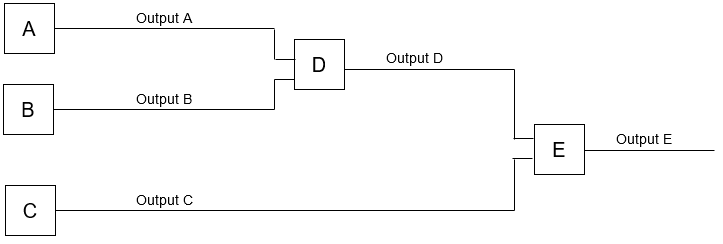 A
Output A
D
Output D
B
Output B
E
Output E
C
Output C